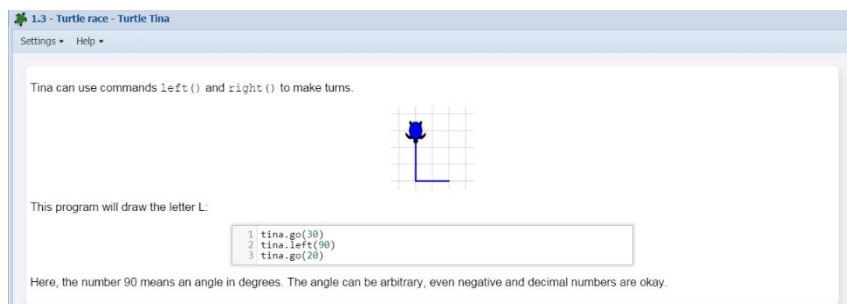 1.3 - Turtle race - Turtle Tina
Settings Help
Tina can use commands left() and right() to make turns.
This program will draw the letter L:
1 tina.go(30)
2 tina.left(90)
3 tina.go(20)
Here, the number 90 means an angle in degrees. The angle can be arbitrary, even negative and decimal numbers are okay.